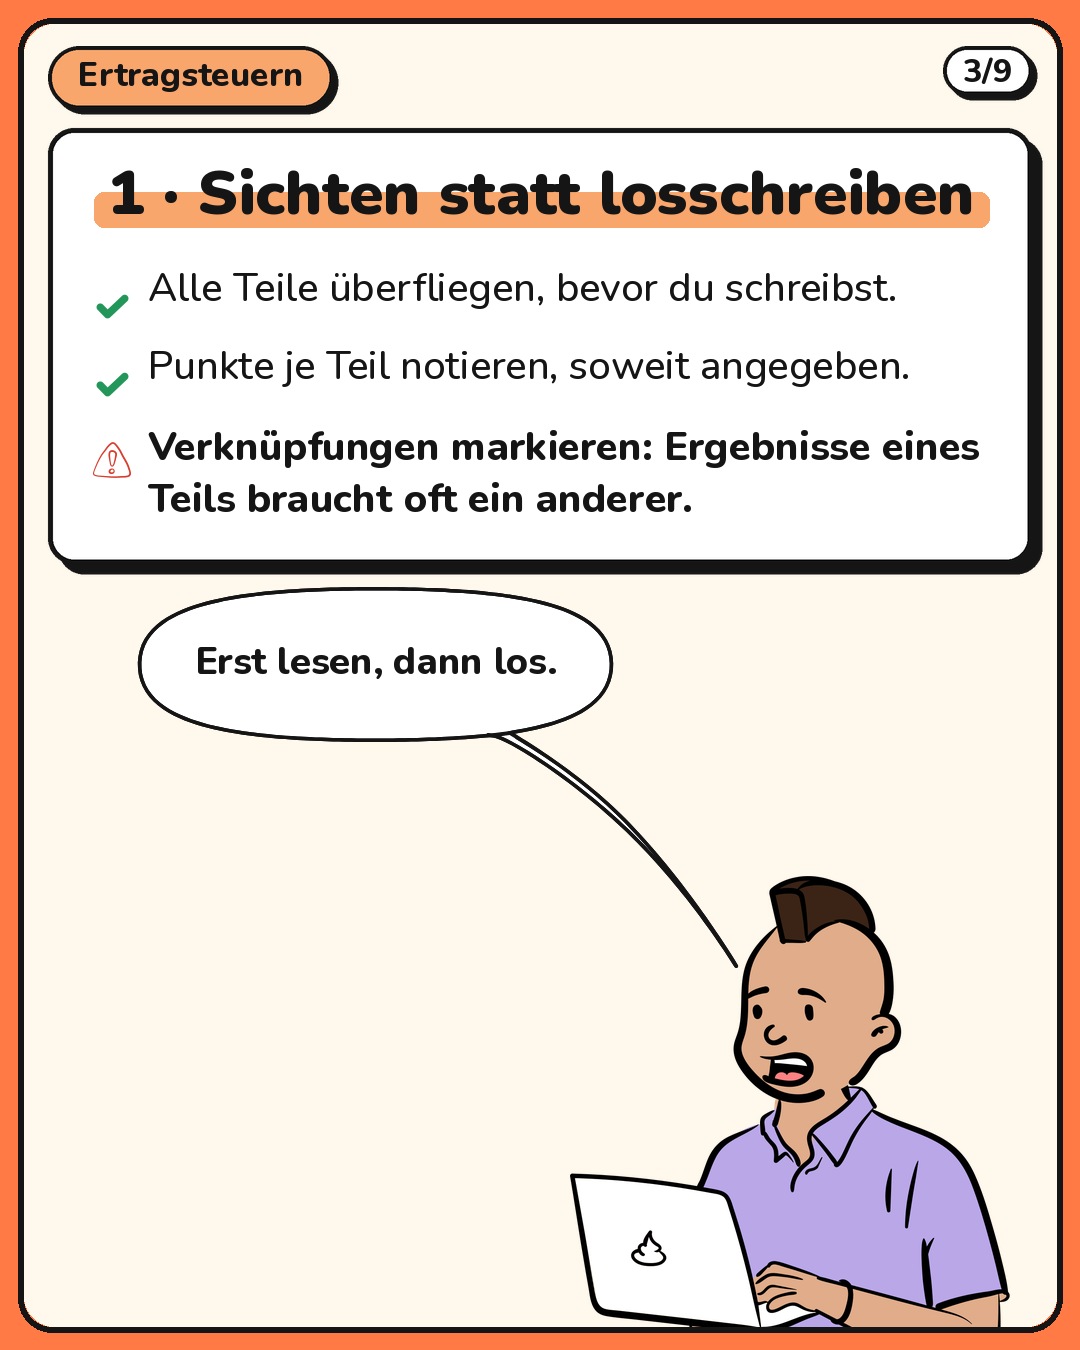 Ertragsteuern
3/9
1 · Sichten statt losschreiben
Alle Teile überfliegen, bevor du schreibst.
Punkte je Teil notieren, soweit angegeben.
Verknüpfungen markieren: Ergebnisse eines
Teils braucht oft ein anderer.
Erst lesen, dann los.